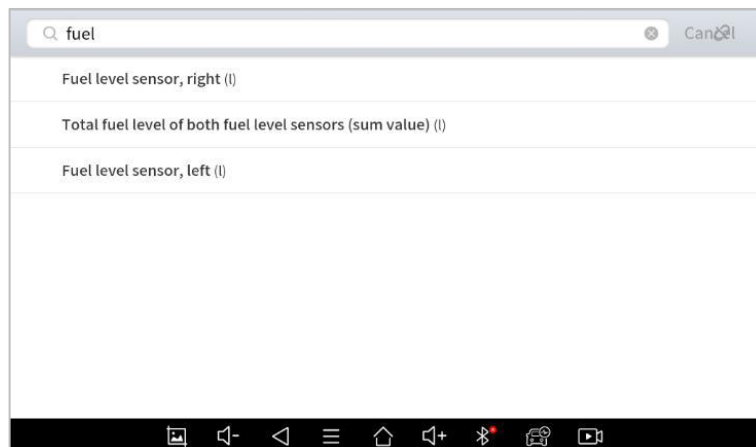 fuel Cancel
Fuel level sensor, right (l)
Total fuel level of both fuel level sensors (sum value) (l)
Fuel level sensor, left (l)